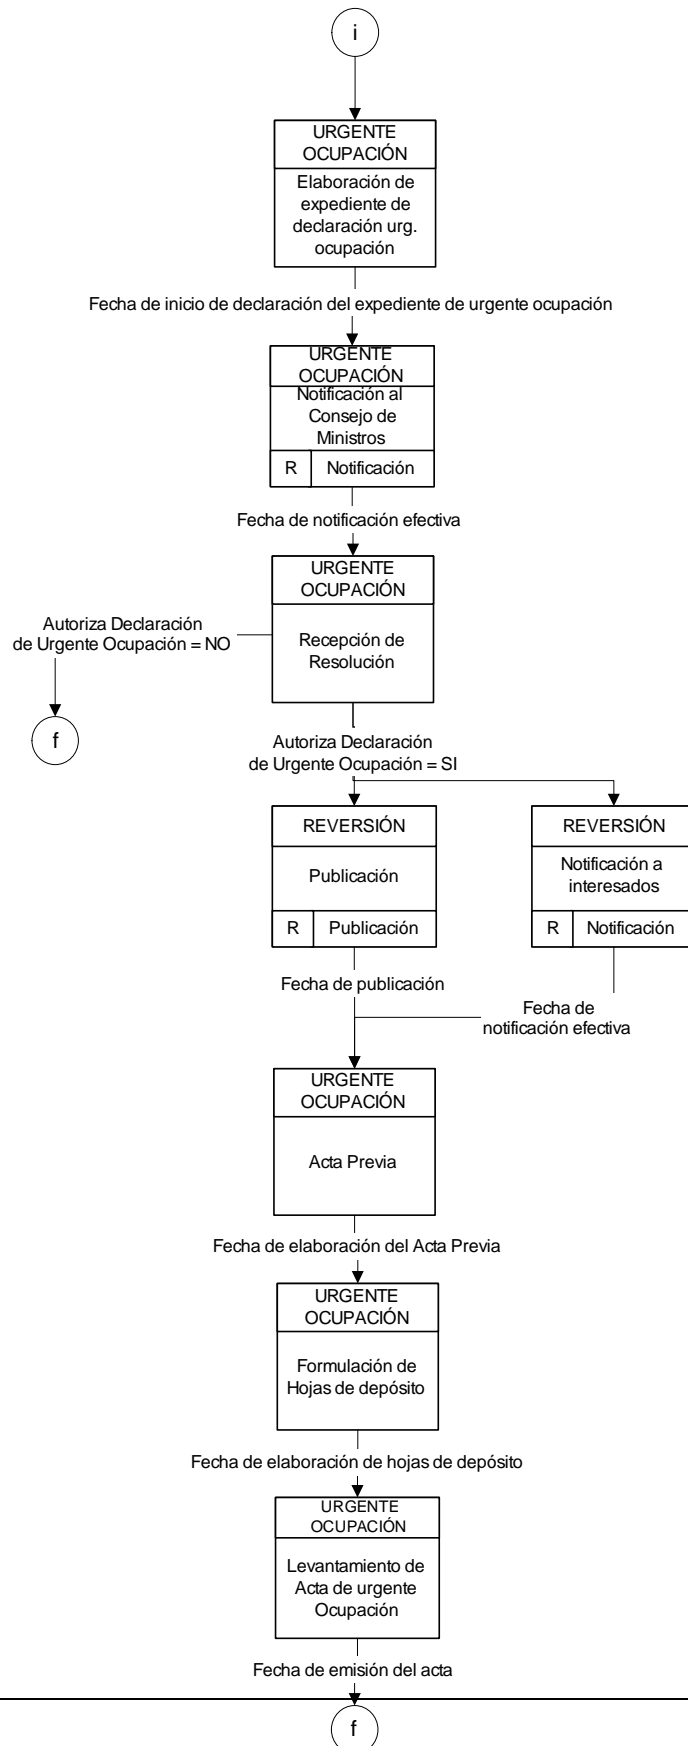 i
URGENTE
OCUPACIÓN
Elaboración de
expediente de
declaración urg.
ocupación
Fecha de inicio de declaración del expediente de urgente ocupación
URGENTE
OCUPACIÓN
Notificación al
Consejo de
Ministros
R Notificación
Fecha de notificación efectiva
URGENTE
OCUPACIÓN
Recepción de
Resolución
Autoriza Declaración
de Urgente Ocupación = NO
f
Autoriza Declaración
de Urgente Ocupación = SI
REVERSIÓN
Publicación
R Publicación
REVERSIÓN
Notificación a
interesados
R Notificación
Fecha de publicación
Fecha de
notificación efectiva
URGENTE
OCUPACIÓN
Acta Previa
Fecha de elaboración del Acta Previa
URGENTE
OCUPACIÓN
Formulación de
Hojas de depósito
Fecha de elaboración de hojas de depósito
URGENTE
OCUPACIÓN
Levantamiento de
Acta de urgente
Ocupación
Fecha de emisión del acta
f